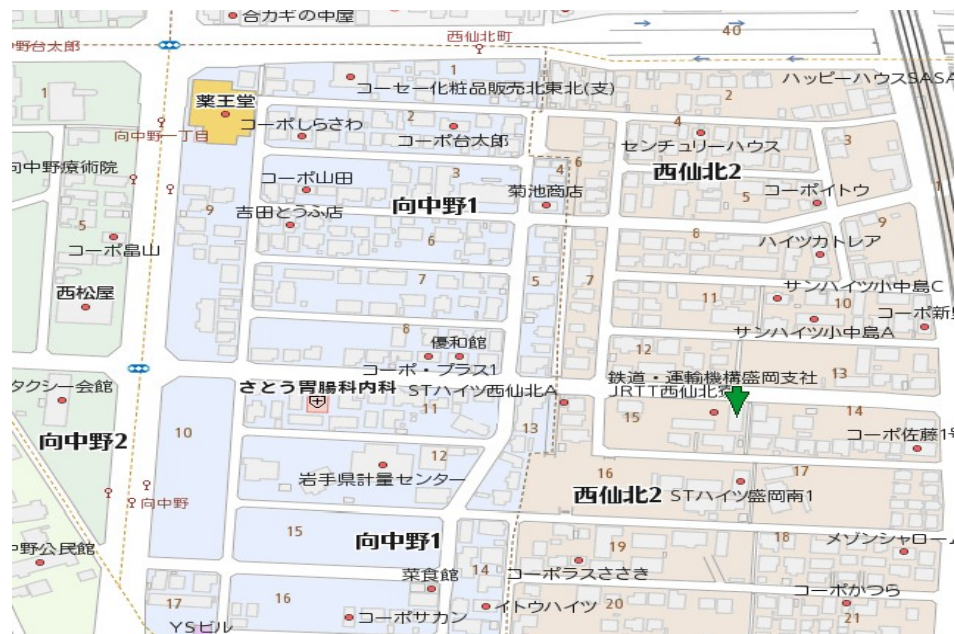 合カギの中屋
西仙北町
40
中野台太郎
薬王堂
コーセー化粧品販売北東北(支)
ハッピーハウスSASA
1
1
2
2
コーポしらさわ
コーポ台太郎
4
センチュリーハウス
3
向中野一丁目
向中野療術院
コーポ山田
3
向中野1
4
菊池商店
6
西仙北2
5
コーポイトウ
1
9
吉田とうふ店
6
8
ハイツカトレア
9
5
コーポ畠山
西松屋
7
5
7
11
サンハイツ小中島C
10
サンハイツ小中島A
8
優和館
コーポ・プラス1
12
13
タクシー会館
さとう胃腸科内科
STハイツ西仙北A
鉄道・運輸機構盛岡支社
JRTT西仙北
15
14
11
13
コーポ佐藤1号
向中野2
10
12
岩手県計量センター
16
西仙北2
17
STハイツ盛岡南1
向中野
15
向中野1
19
18
メゾンシャローム
中野公民館
菜食館
14
コーポラスささき
17
16
コーポサカン
イトウハイツ
20
コーポかつら
21
YSビル